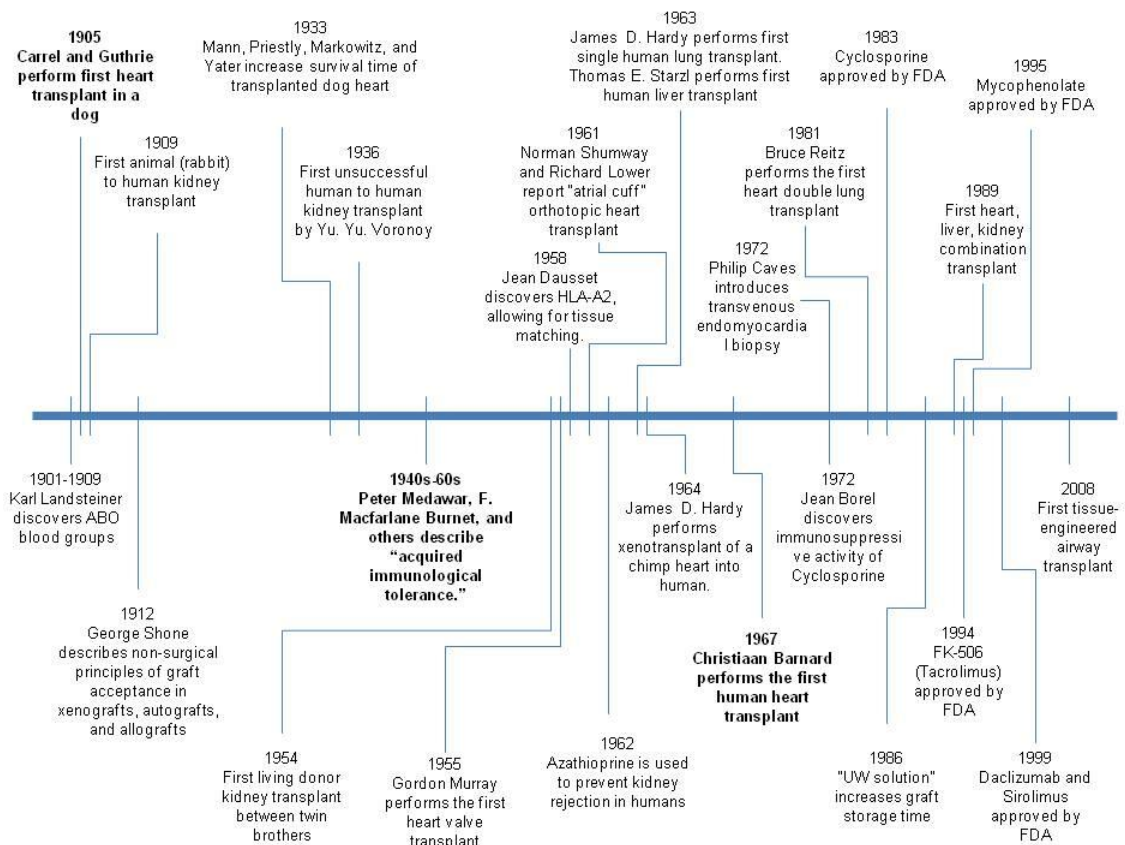 1905
Carrel and Guthrie
perform first heart
transplant in a
dog
1909
First animal (rabbit)
to human kidney
transplant
1933
Mann, Priestly, Markowitz, and
Yater increase survival time of
transplanted dog heart
1936
First unsuccessful
human to human
kidney transplant
by Yu. Yu. Voronoy
1963
James D. Hardy performs first
single human lung transplant.
Thomas E. Starzl performs first
human liver transplant
1961
Norman Shumway
and Richard Lower
report "atrial cuff"
orthotopic heart
transplant
1958
Jean Dausset
discovers HLA-A2,
allowing for tissue
matching.
1983
Cyclosporine
approved by FDA
1981
Bruce Reitz
performs the first
heart double lung
transplant
1972
Philip Caves
introduces
transvenous
endomyocardia
l biopsy
1995
Mycophenolate
approved by FDA
1989
First heart,
liver, kidney
combination
transplant
1901-1909
Karl Landsteiner
discovers ABO
blood groups
1912
George Shone
describes non-surgical
principles of graft
acceptance in
xenografts, autografts,
and allografts
1940s-60s
Peter Medawar, F.
Macfarlane Burnet, and
others describe
“acquired
immunological
tolerance.”
1954
First living donor
kidney transplant
between twin
brothers
1955
Gordon Murray
performs the first
heart valve
transplant
1962
Azathioprine is used
to prevent kidney
rejection in humans
1964
James D. Hardy
performs
xenotransplant of a
chimp heart into
human.
1967
Christiaan Barnard
performs the first
human heart
transplant
1972
Jean Borel
discovers
immunosuppressi
ve activity of
Cyclosporine
1986
"UW solution"
increases graft
storage time
1994
FK-506
(Tacrolimus)
approved by
FDA
1999
Daclizumab and
Sirolimus
approved by
FDA
2008
First tissue-
engineered
airway
transplant